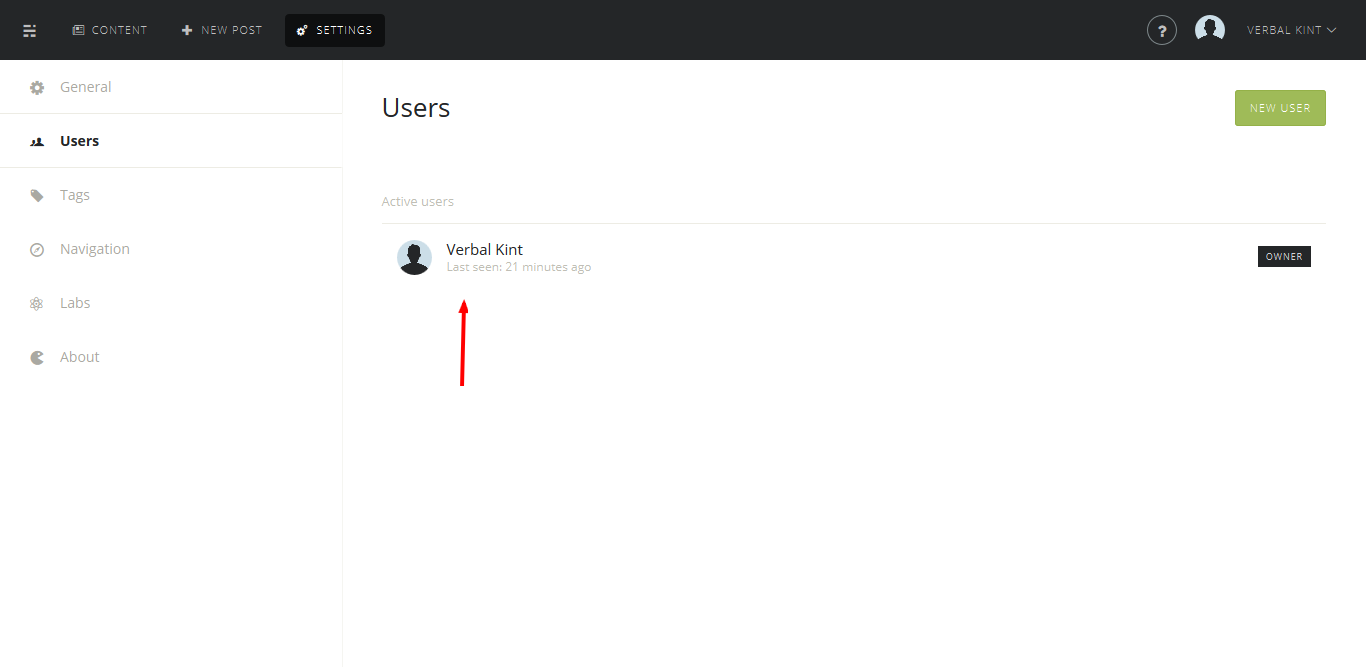 CONTENT
NEW POST
SETTINGS
?
VERBAL KINT
General
Users
Tags
Navigation
Labs
About
Users
NEW USER
Active users
Verbal Kint
Last seen: 21 minutes ago
OWNER